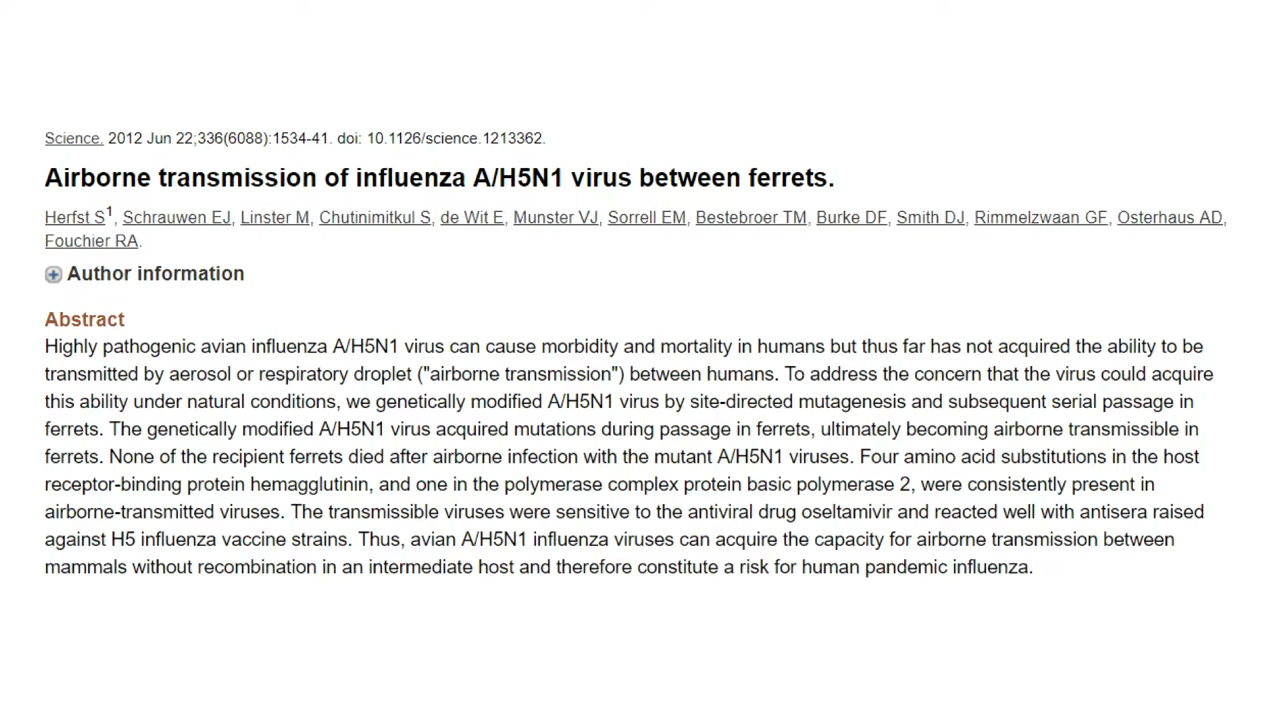 Science. 2012 Jun 22;336(6088):1534-41. doi: 10.1126/science.1213362.
Airborne transmission of influenza A/H5N1 virus between ferrets.
Herfst S1, Schrauwen EJ, Linster M, Chutinimitkul S, de Wit E, Munster VJ, Sorrell EM, Bestebroer TM, Burke DF, Smith DJ, Rimmelzwaan GF, Osterhaus AD,
Fouchier RA.
Author information
Abstract
Highly pathogenic avian influenza A/H5N1 virus can cause morbidity and mortality in humans but thus far has not acquired the ability to be
transmitted by aerosol or respiratory droplet ("airborne transmission") between humans. To address the concern that the virus could acquire
this ability under natural conditions, we genetically modified A/H5N1 virus by site-directed mutagenesis and subsequent serial passage in
ferrets. The genetically modified A/H5N1 virus acquired mutations during passage in ferrets, ultimately becoming airborne transmissible in
ferrets. None of the recipient ferrets died after airborne infection with the mutant A/H5N1 viruses. Four amino acid substitutions in the host
receptor-binding protein hemagglutinin, and one in the polymerase complex protein basic polymerase 2, were consistently present in
airborne-transmitted viruses. The transmissible viruses were sensitive to the antiviral drug oseltamivir and reacted well with antisera raised
against H5 influenza vaccine strains. Thus, avian A/H5N1 influenza viruses can acquire the capacity for airborne transmission between
mammals without recombination in an intermediate host and therefore constitute a risk for human pandemic influenza.